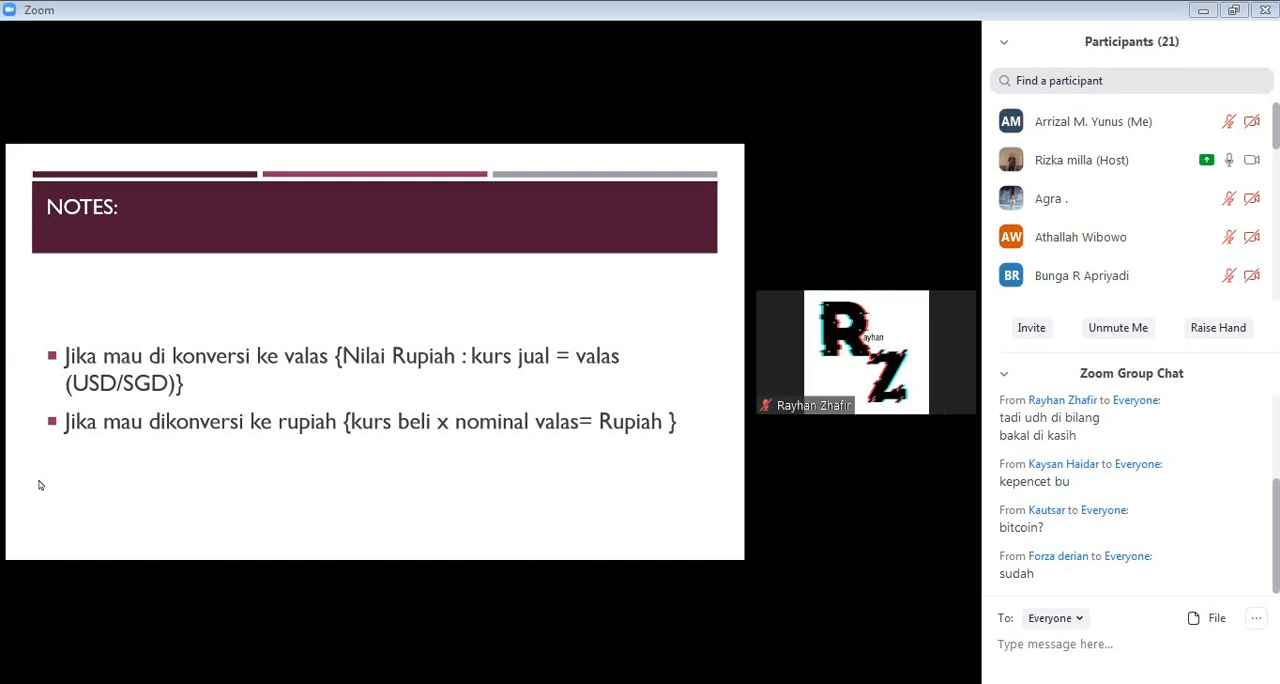 Zoom
NOTES:
Jika mau di konversi ke valas {Nilai Rupiah : kurs jual = valas
(USD/SGD)}
Jika mau dikonversi ke rupiah {kurs beli x nominal valas= Rupiah }
R
ayhan
Z
Rayhan Zhafir
Participants (21)
Find a participant
AM Arrizal M. Yunus (Me)
Rizka milla (Host)
Agra .
AW Athallah Wibowo
BR Bunga R Apriyadi
Invite Unmute Me Raise Hand
Zoom Group Chat
From Rayhan Zhafir to Everyone:
tadi udh di bilang
bakal di kasih
From Kaysan Haidar to Everyone:
kepencet bu
From Kautsar to Everyone:
bitcoin?
From Forza derian to Everyone:
sudah
To: Everyone File ...
Type message here...